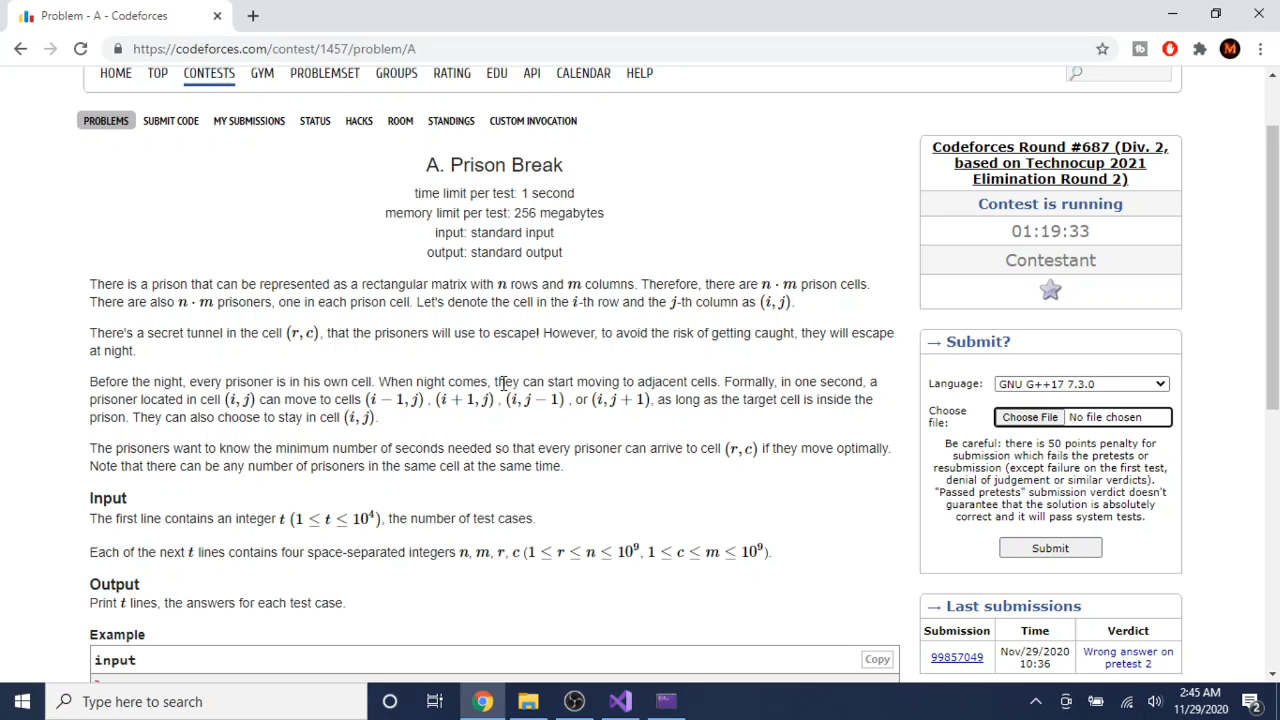 Problem - A - Codeforces
https://codeforces.com/contest/1457/problem/A
HOME TOP CONTESTS GYM PROBLEMSET GROUPS RATING EDU API CALENDAR HELP
PROBLEMS SUBMIT CODE MY SUBMISSIONS STATUS HACKS ROOM STANDINGS CUSTOM INVOCATION
A. Prison Break
time limit per test: 1 second
memory limit per test: 256 megabytes
input: standard input
output: standard output
There is a prison that can be represented as a rectangular matrix with n rows and m columns. Therefore, there are n · m prison cells.
There are also n · m prisoners, one in each prison cell. Let's denote the cell in the i-th row and the j-th column as (i, j).
There's a secret tunnel in the cell (r, c), that the prisoners will use to escape! However, to avoid the risk of getting caught, they will escape
at night.
Before the night, every prisoner is in his own cell. When night comes, they can start moving to adjacent cells. Formally, in one second, a
prisoner located in cell (i, j) can move to cells (i − 1, j) , (i + 1, j) , (i, j − 1) , or (i, j + 1), as long as the target cell is inside the
prison. They can also choose to stay in cell (i, j).
The prisoners want to know the minimum number of seconds needed so that every prisoner can arrive to cell (r, c) if they move optimally.
Note that there can be any number of prisoners in the same cell at the same time.
Input
The first line contains an integer t (1 ≤ t ≤ 10⁴), the number of test cases.
Each of the next t lines contains four space-separated integers n, m, r, c (1 ≤ r ≤ n ≤ 10⁹, 1 ≤ c ≤ m ≤ 10⁹).
Output
Print t lines, the answers for each test case.
Example
input
Copy
Codeforces Round #687 (Div. 2,
based on Technocup 2021
Elimination Round 2)
Contest is running
01:19:33
Contestant
→ Submit?
Language: GNU G++17 7.3.0
Choose
file: Choose File No file chosen
Be careful: there is 50 points penalty for
submission which fails the pretests or
resubmission (except failure on the first test,
denial of judgement or similar verdicts).
"Passed pretests" submission verdict doesn't
guarantee that the solution is absolutely
correct and it will pass system tests.
Submit
→ Last submissions
Submission Time Verdict
99857049 Nov/29/2020 10:36 Wrong answer on pretest 2
Type here to search
2:45 AM
11/29/2020
2